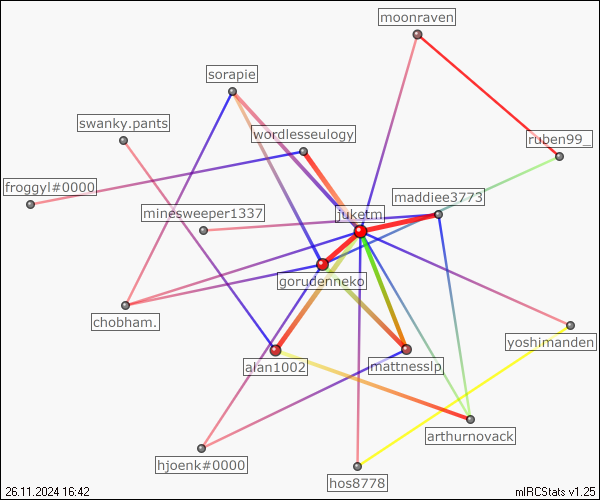 moonraven
sorapie
swanky.pants
wordlesseulogy
ruben99_
froggyl#0000
maddiee3773
minesweeper1337
juketm
gorudenneko
chobham.
yoshimanden
alan1002
mattnesslp
arthurnovack
hjoenk#0000
hos8778
26.11.2024 16:42
mIRCStats v1.25